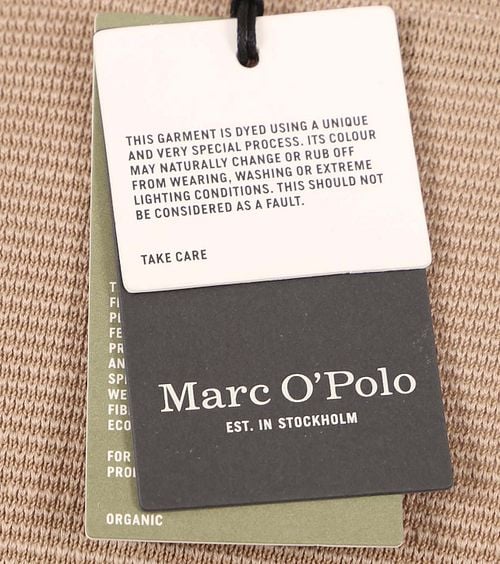 THIS GARMENT IS DYED USING A UNIQUE
AND VERY SPECIAL PROCESS. ITS COLOUR
MAY NATURALLY CHANGE OR RUB OFF
FROM WEARING, WASHING OR EXTREME
LIGHTING CONDITIONS. THIS SHOULD NOT
BE CONSIDERED AS A FAULT.
TAKE CARE
Marc O'Polo
EST. IN STOCKHOLM
FOR
ORGANIC